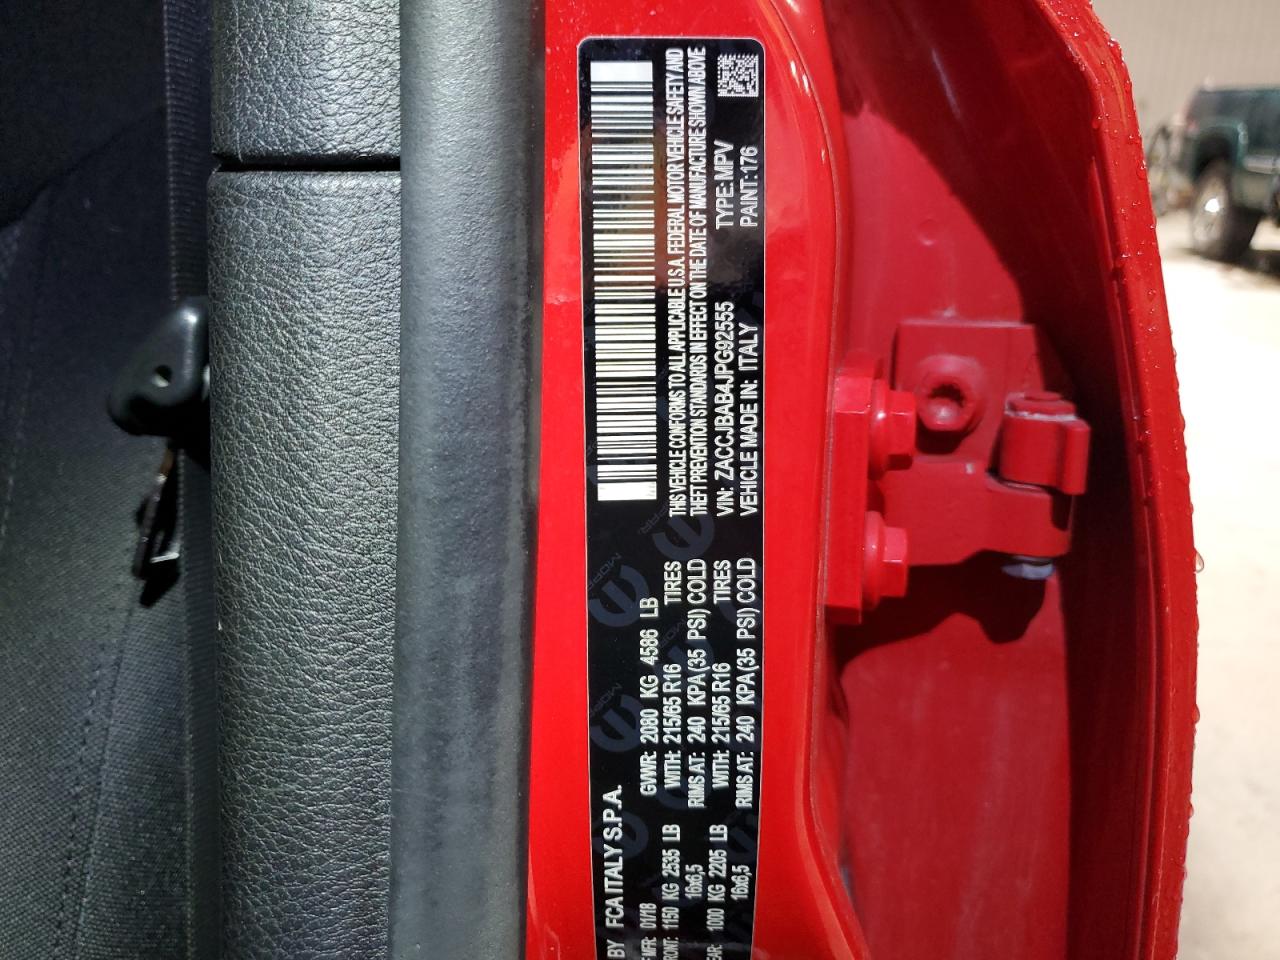 BY FCA ITALY S.P.A.
F MFR: 01/18 GVWR: 2080 KG 4586 LB
RONT: 1150 KG 2535 LB WITH: 215/65 R16 TIRES
16x6,5 RIMS AT: 240 KPA(35 PSI) COLD
EAR: 1000 KG 2205 LB WITH: 215/65 R16 TIRES
16x6,5 RIMS AT: 240 KPA(35 PSI) COLD
THIS VEHICLE CONFORMS TO ALL APPLICABLE U.S.A. FEDERAL MOTOR VEHICLE SAFETY AND
THEFT PREVENTION STANDARDS IN EFFECT ON THE DATE OF MANUFACTURE SHOWN ABOVE
VIN: ZACCJBAB4JPG92555 TYPE: MPV
VEHICLE MADE IN: ITALY PAINT: 176
MOPAR
MOPAR